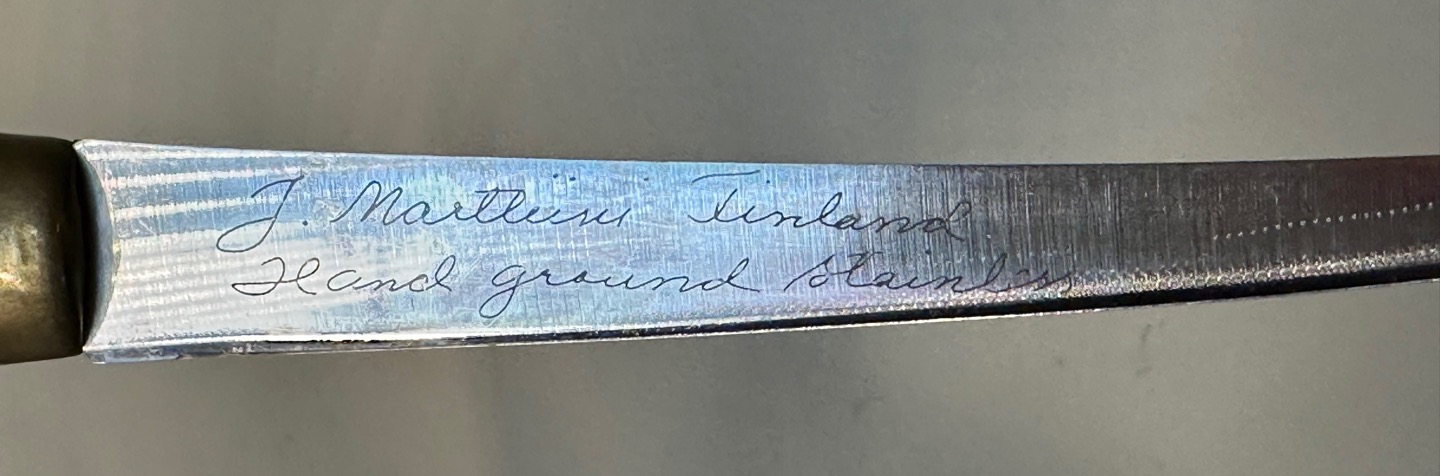 J. Marttiini Finland
Hand ground stainless